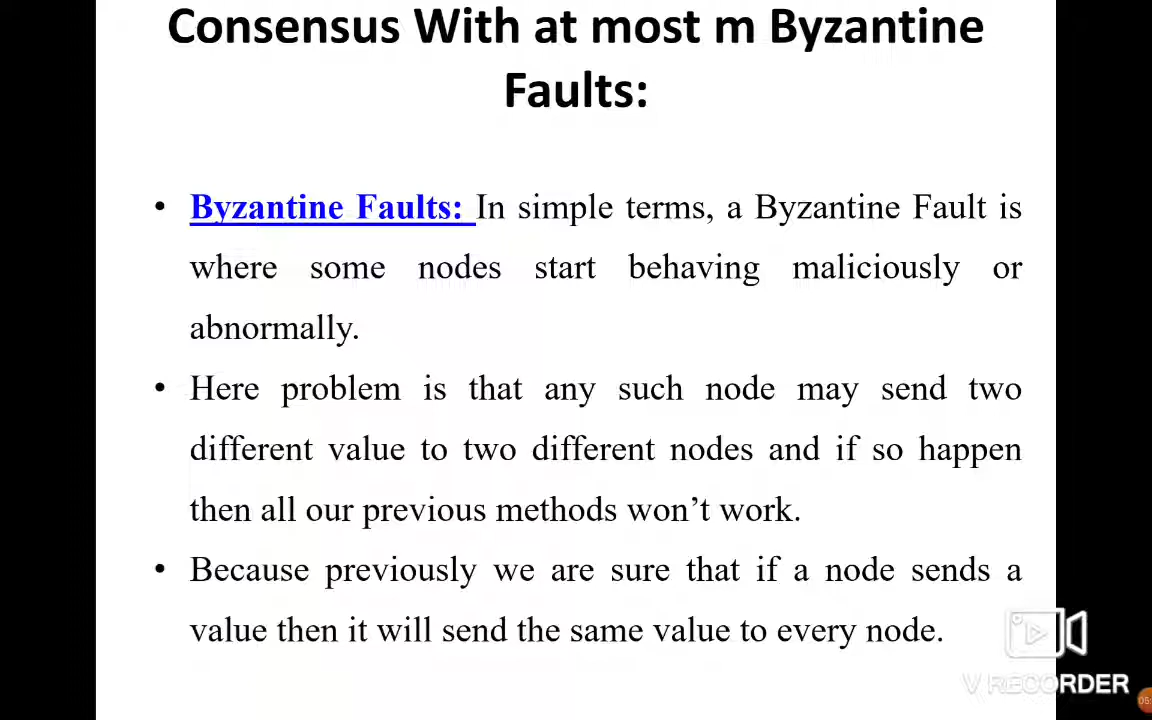 Consensus With at most m Byzantine
Faults:
• Byzantine Faults: In simple terms, a Byzantine Fault is
where some nodes start behaving maliciously or
abnormally.
• Here problem is that any such node may send two
different value to two different nodes and if so happen
then all our previous methods won’t work.
• Because previously we are sure that if a node sends a
value then it will send the same value to every node.
V RECORDER